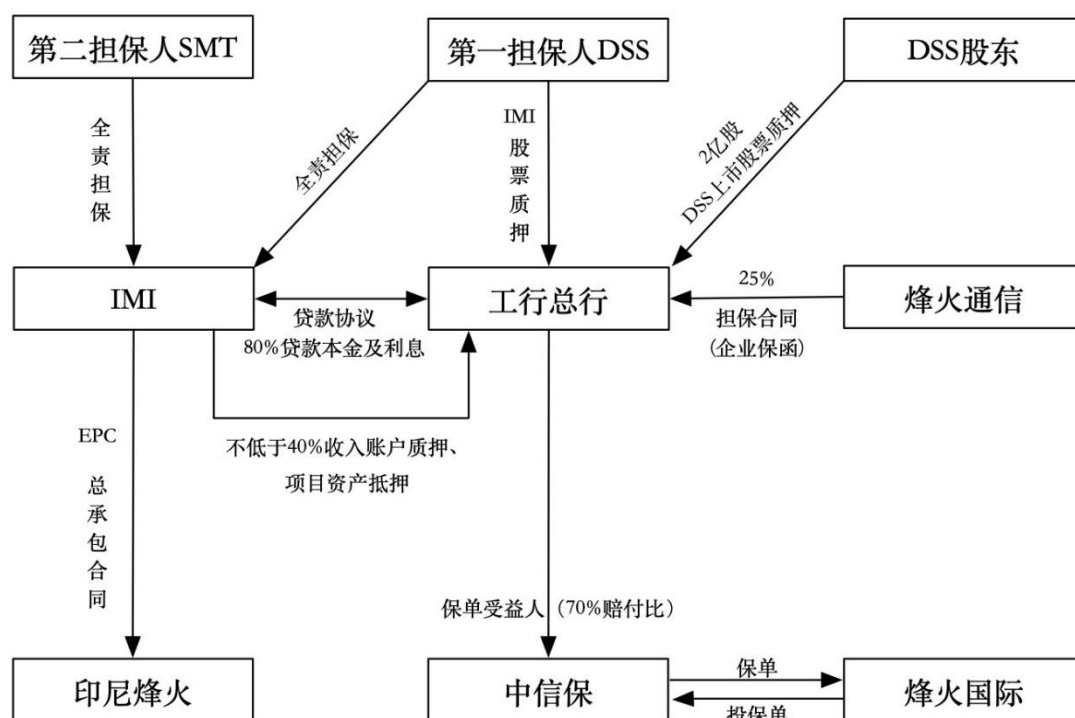 第二担保人SMT
第一担保人DSS
DSS股东
全责担保
全责担保
IMI
股票质押
2亿股
DSS上市股票质押
IMI
工行总行
烽火通信
贷款协议
80%贷款本金及利息
25%
担保合同
(企业保函)
不低于40%收入账户质押、
项目资产抵押
EPC
总承包合同
保单受益人（70%赔付比）
印尼烽火
中信保
烽火国际
保单
投保单